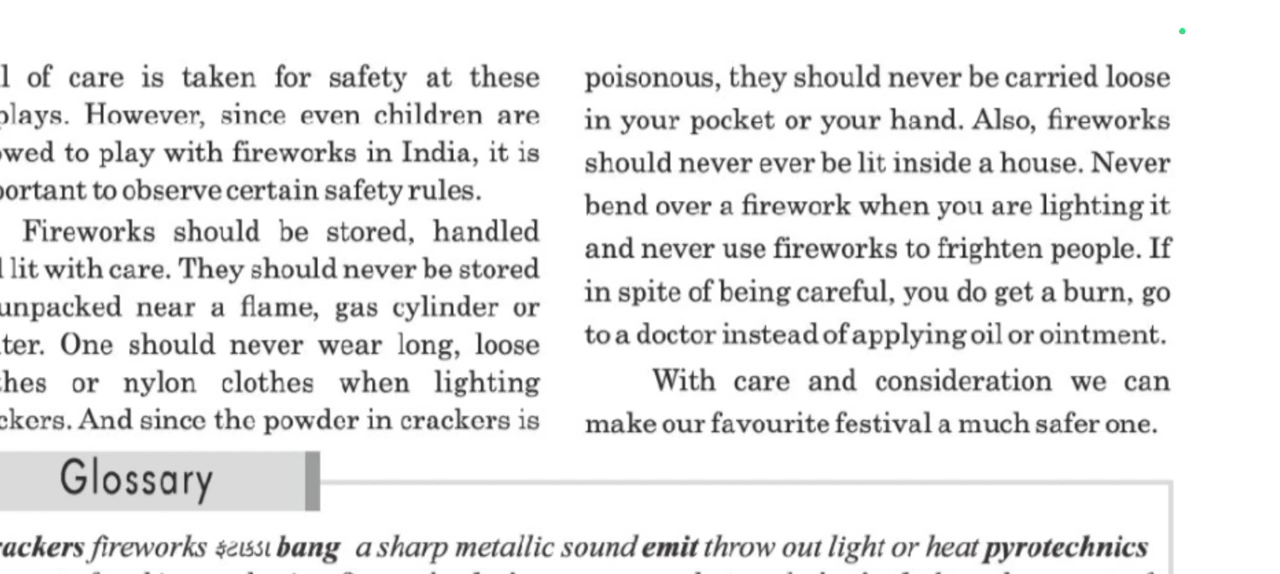 l of care is taken for safety at these
plays. However, since even children are
owed to play with fireworks in India, it is
portant to observe certain safety rules.
Fireworks should be stored, handled
l lit with care. They should never be stored
unpacked near a flame, gas cylinder or
ter. One should never wear long, loose
thes or nylon clothes when lighting
ckers. And since the powder in crackers is
poisonous, they should never be carried loose
in your pocket or your hand. Also, fireworks
should never ever be lit inside a house. Never
bend over a firework when you are lighting it
and never use fireworks to frighten people. If
in spite of being careful, you do get a burn, go
to a doctor instead of applying oil or ointment.
With care and consideration we can
make our favourite festival a much safer one.
Glossary
rackers fireworks ફટાકડા bang a sharp metallic sound emit throw out light or heat pyrotechnics